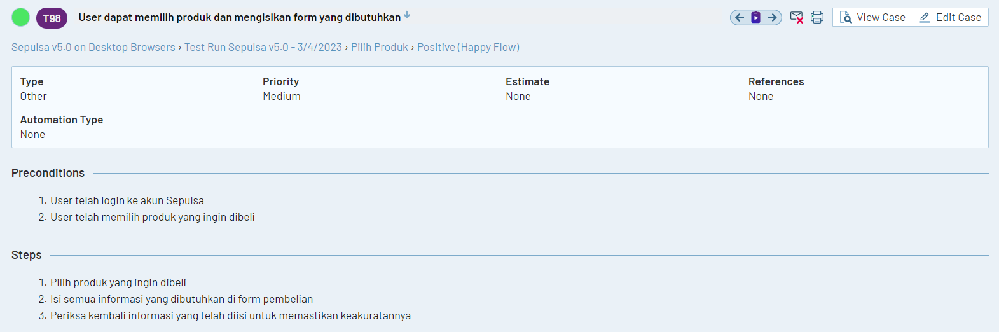 T98 User dapat memilih produk dan mengisikan form yang dibutuhkan View Case Edit Case
Sepulsa v5.0 on Desktop Browsers › Test Run Sepulsa v5.0 - 3/4/2023 › Pilih Produk › Positive (Happy Flow)
Type Priority Estimate References
Other Medium None None
Automation Type
None
Preconditions
1. User telah login ke akun Sepulsa
2. User telah memilih produk yang ingin dibeli
Steps
1. Pilih produk yang ingin dibeli
2. Isi semua informasi yang dibutuhkan di form pembelian
3. Periksa kembali informasi yang telah diisi untuk memastikan keakuratannya